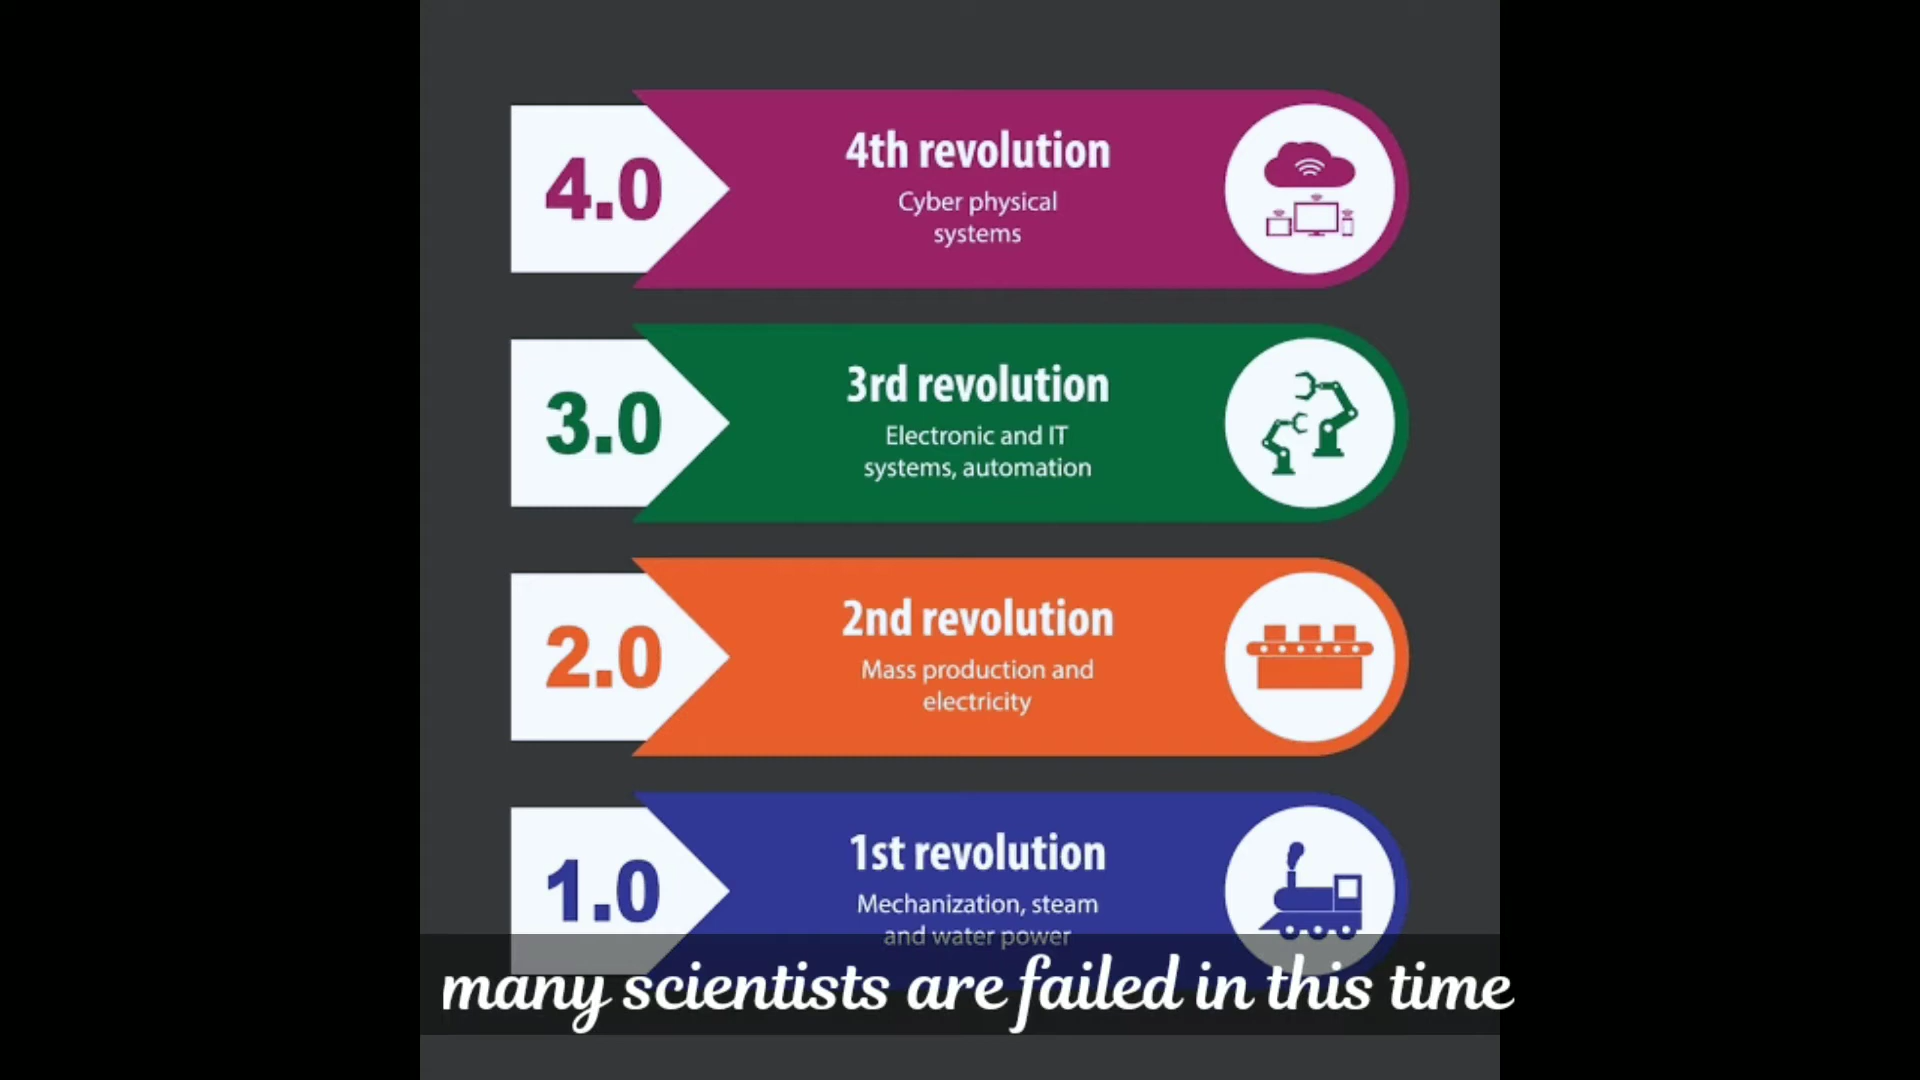 4.0
4th revolution
Cyber physical
systems
3.0
3rd revolution
Electronic and IT
systems, automation
2.0
2nd revolution
Mass production and
electricity
1.0
1st revolution
Mechanization, steam
and water power
many scientists are failed in this time